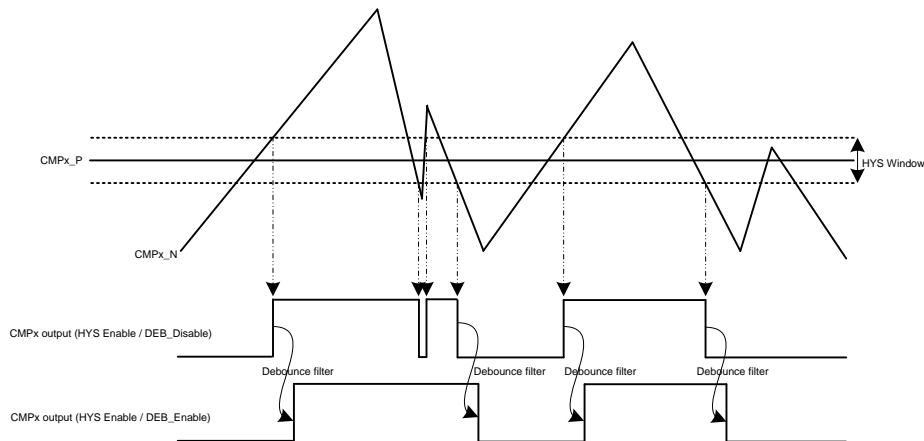 CMPx_P
HYS Window
CMPx_N
CMPx output (HYS Enable / DEB_Disable)
Debounce filter
Debounce filter
Debounce filter
Debounce filter
CMPx output (HYS Enable / DEB_Enable)